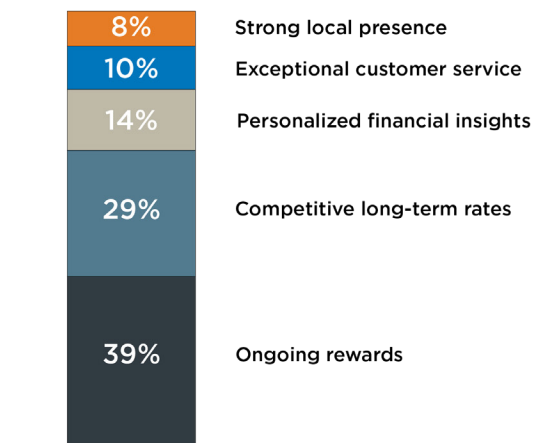 8% Strong local presence
10% Exceptional customer service
14% Personalized financial insights
29% Competitive long-term rates
39% Ongoing rewards